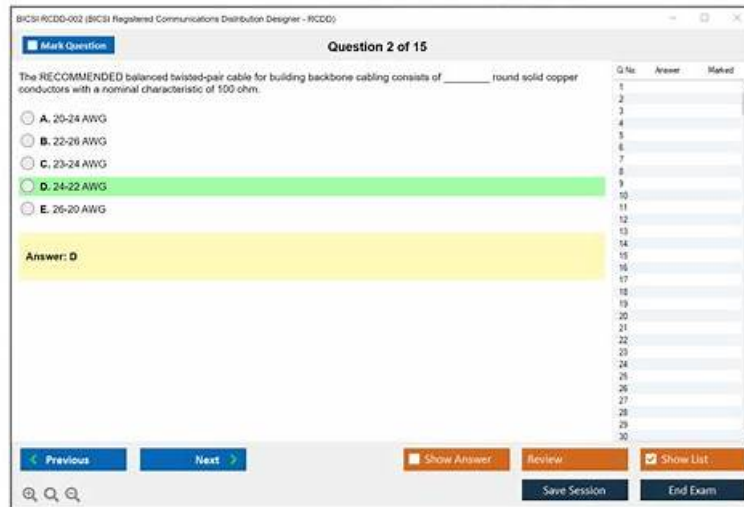 BICSI RCDD-002 (BICSI Registered Communications Distribution Designer - RCDD)
Mark Question
Question 2 of 15
The RECOMMENDED balanced twisted-pair cable for building backbone cabling consists of ________ round solid copper
conductors with a nominal characteristic of 100 ohm.
A. 20-24 AWG
B. 22-26 AWG
C. 23-24 AWG
D. 24-22 AWG
E. 26-20 AWG
Answer: D
Q.No. Answer Marked
1
2
3
4
5
6
7
8
9
10
11
12
13
14
15
16
17
18
19
20
21
22
23
24
25
26
27
28
29
30
Previous
Next
Show Answer
Review
Show List
Save Session
End Exam